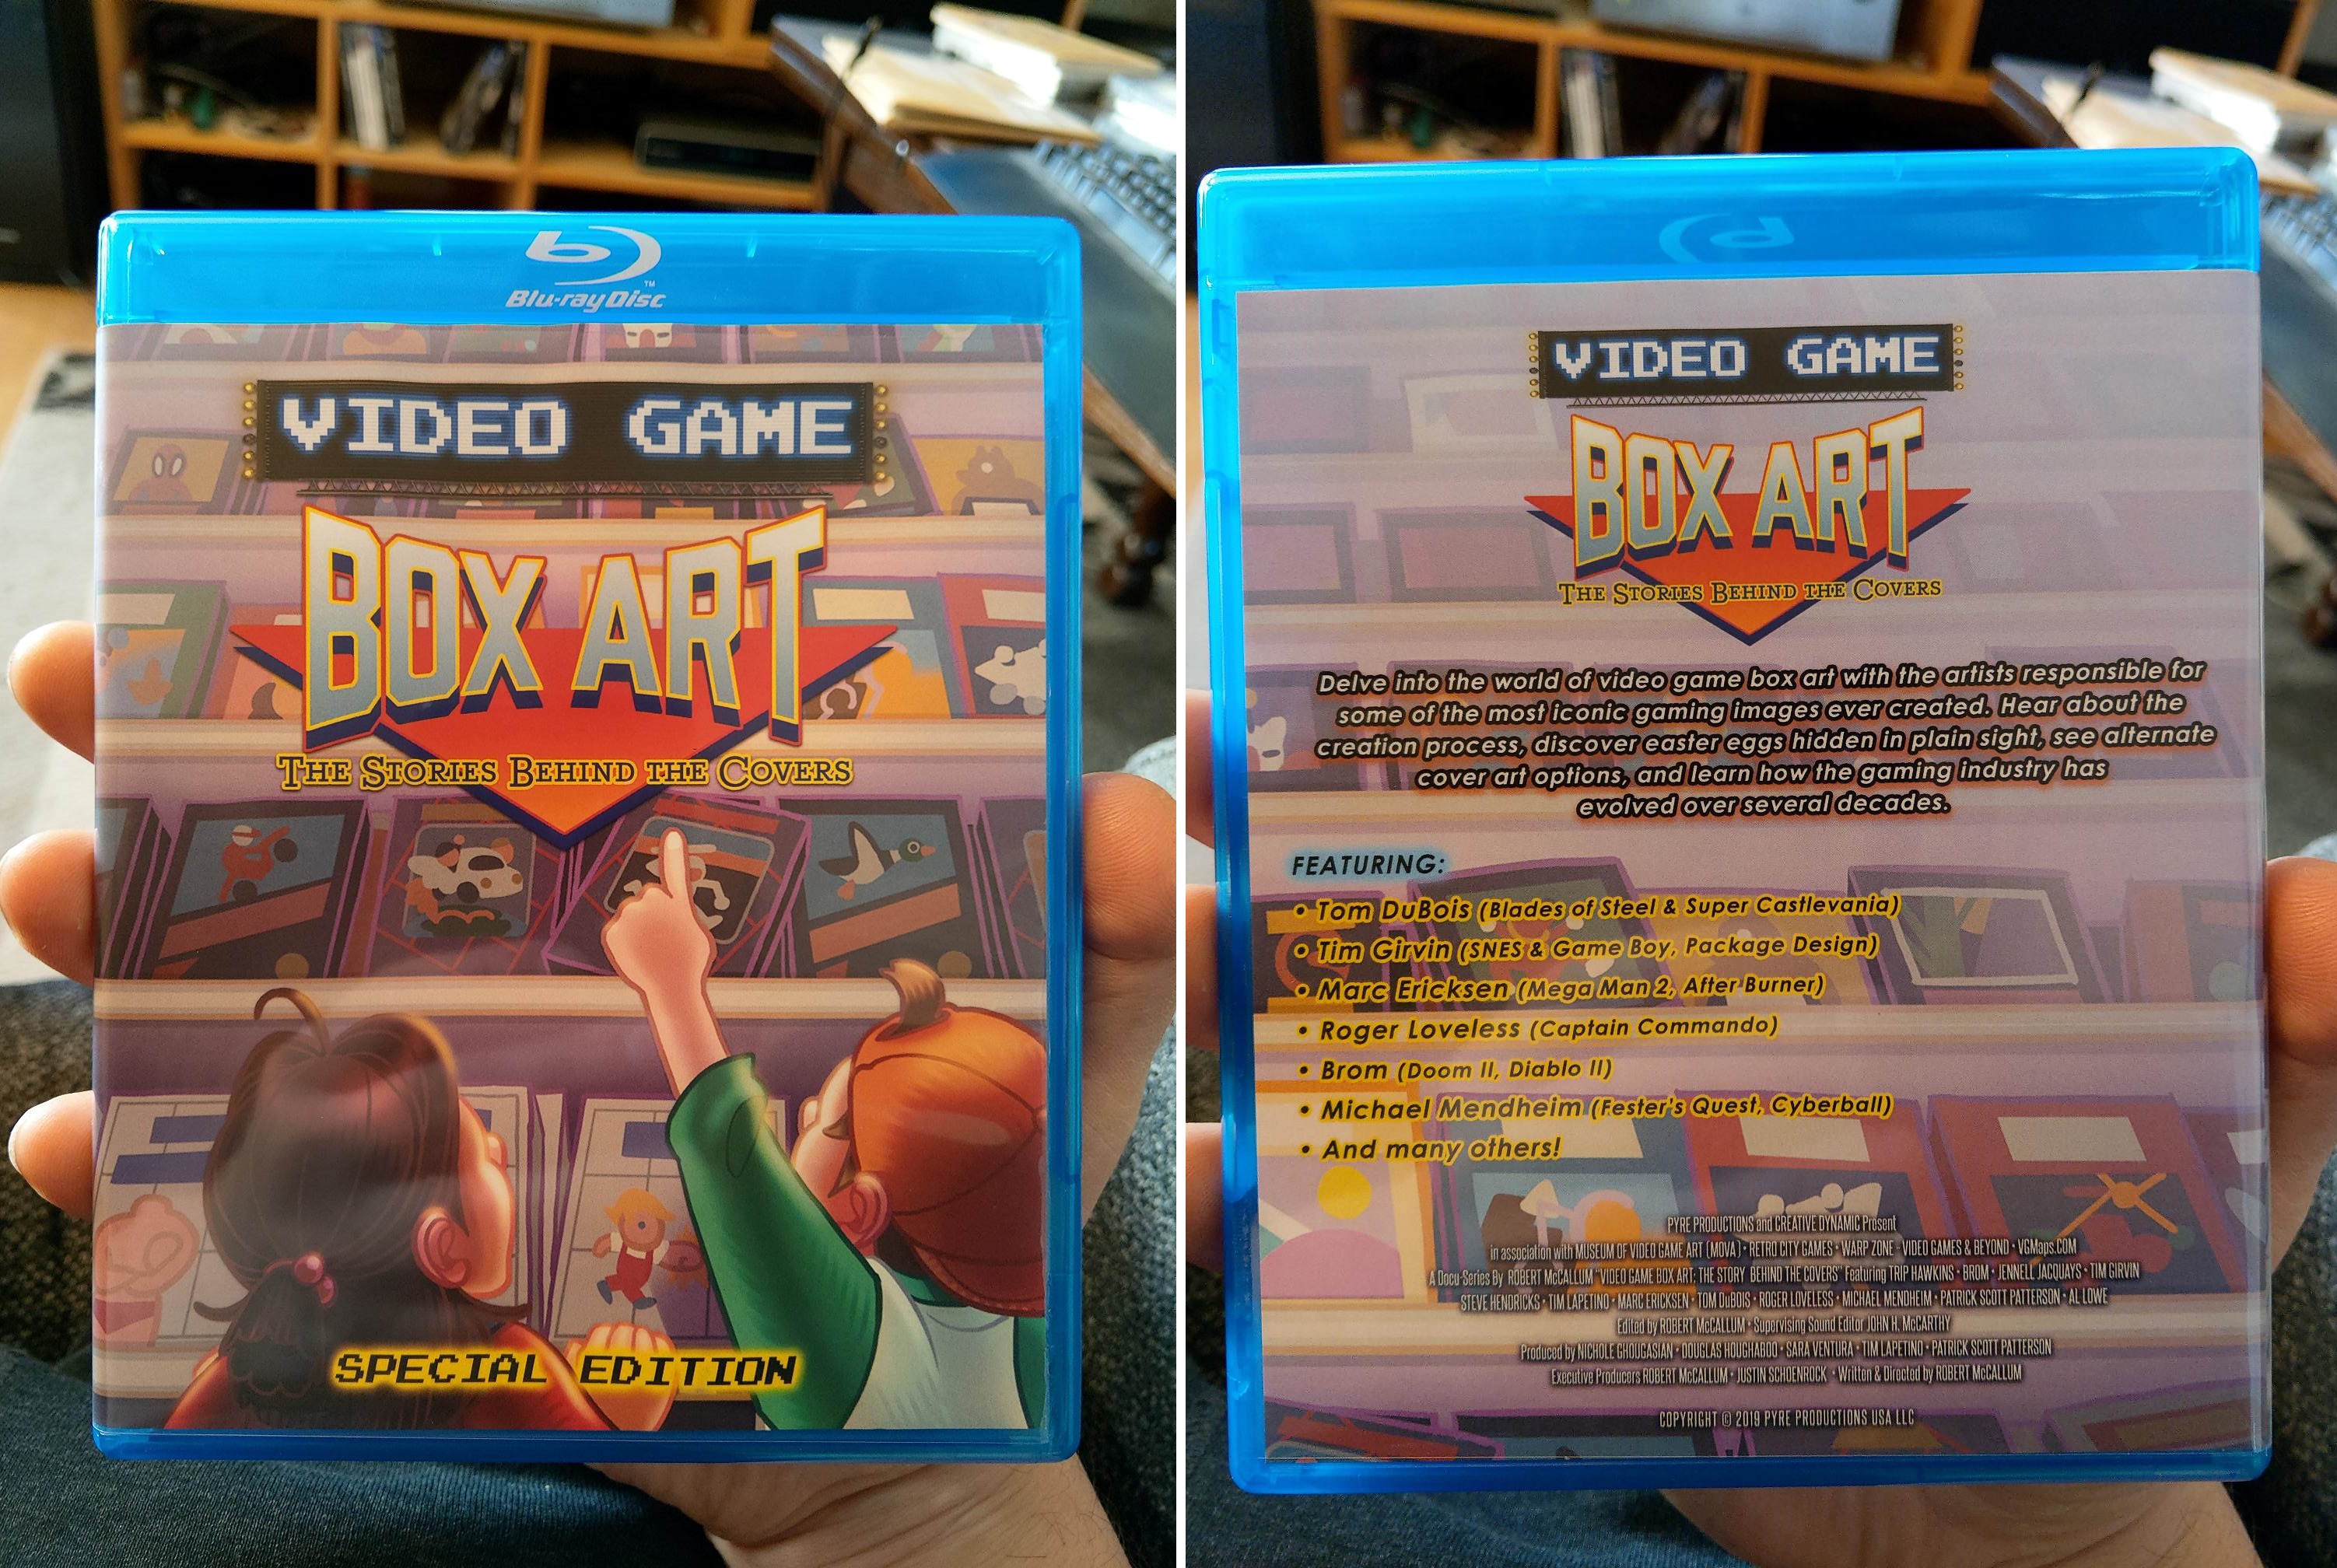 Blu-ray Disc
TM
VIDEO GAME
BOX ART
THE STORIES BEHIND THE COVERS
SPECIAL EDITION
VIDEO GAME
BOX ART
THE STORIES BEHIND THE COVERS
Delve into the world of video game box art with the artists responsible for
some of the most iconic gaming images ever created. Hear about the
creation process, discover easter eggs hidden in plain sight, see alternate
cover art options, and learn how the gaming industry has
evolved over several decades.
FEATURING:
• Tom DuBois (Blades of Steel & Super Castlevania)
• Tim Girvin (SNES & Game Boy, Package Design)
• Marc Ericksen (Mega Man 2, After Burner)
• Roger Loveless (Captain Commando)
• Brom (Doom II, Diablo II)
• Michael Mendheim (Fester's Quest, Cyberball)
• And many others!
PYRE PRODUCTIONS and CREATIVE DYNAMIC Present
in association with MUSEUM OF VIDEO GAME ART (MOVA) • RETRO CITY GAMES • WARP ZONE - VIDEO GAMES & BEYOND • VGMaps.COM
A Docu-Series By ROBERT McCALLUM "VIDEO GAME BOX ART: THE STORY BEHIND THE COVERS" Featuring TRIP HAWKINS • BROM • JENNELL JACQUAYS • TIM GIRVIN
STEVE HENDRICKS • TIM LAPETINO • MARC ERICKSEN • TOM DuBOIS • ROGER LOVELESS • MICHAEL MENDHEIM • PATRICK SCOTT PATTERSON • AL LOWE
Edited by ROBERT McCALLUM • Supervising Sound Editor JOHN H. McCARTHY
Produced by NICHOLE GHOUGASIAN • DOUGLAS HOUGHABOO • SARA VENTURA • TIM LAPETINO • PATRICK SCOTT PATTERSON
Executive Producers ROBERT McCALLUM • JUSTIN SCHOENROCK • Written & Directed by ROBERT McCALLUM
COPYRIGHT © 2019 PYRE PRODUCTIONS USA LLC